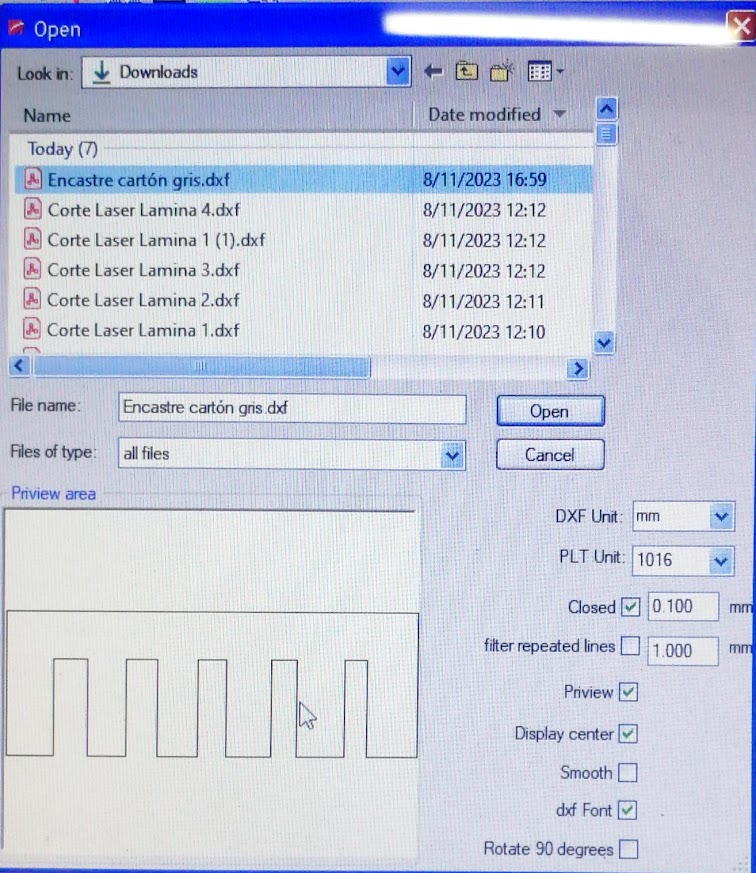 Open
Look in: Downloads
Name Date modified
Today (7)
Encastre cartón gris.dxf 8/11/2023 16:59
Corte Laser Lamina 4.dxf 8/11/2023 12:12
Corte Laser Lamina 1 (1).dxf 8/11/2023 12:12
Corte Laser Lamina 3.dxf 8/11/2023 12:12
Corte Laser Lamina 2.dxf 8/11/2023 12:11
Corte Laser Lamina 1.dxf 8/11/2023 12:10
File name: Encastre cartón gris.dxf Open
Files of type: all files Cancel
Priview area
DXF Unit: mm
PLT Unit: 1016
Closed 0.100 mm
filter repeated lines 1.000 mm
Priview
Display center
Smooth
dxf Font
Rotate 90 degrees